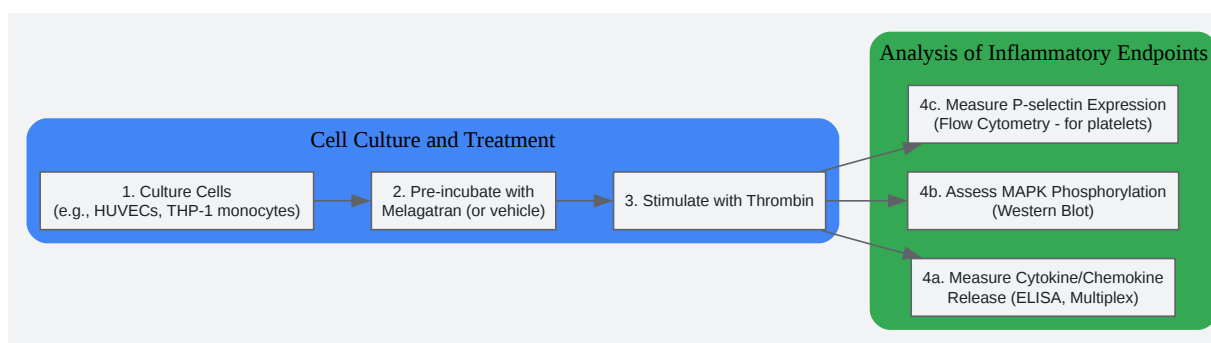 Cell Culture and Treatment
1. Culture Cells
(e.g., HUVECs, THP-1 monocytes)
2. Pre-incubate with
Melagatran (or vehicle)
3. Stimulate with Thrombin
Analysis of Inflammatory Endpoints
4c. Measure P-selectin Expression
(Flow Cytometry - for platelets)
4b. Assess MAPK Phosphorylation
(Western Blot)
4a. Measure Cytokine/Chemokine
Release (ELISA, Multiplex)